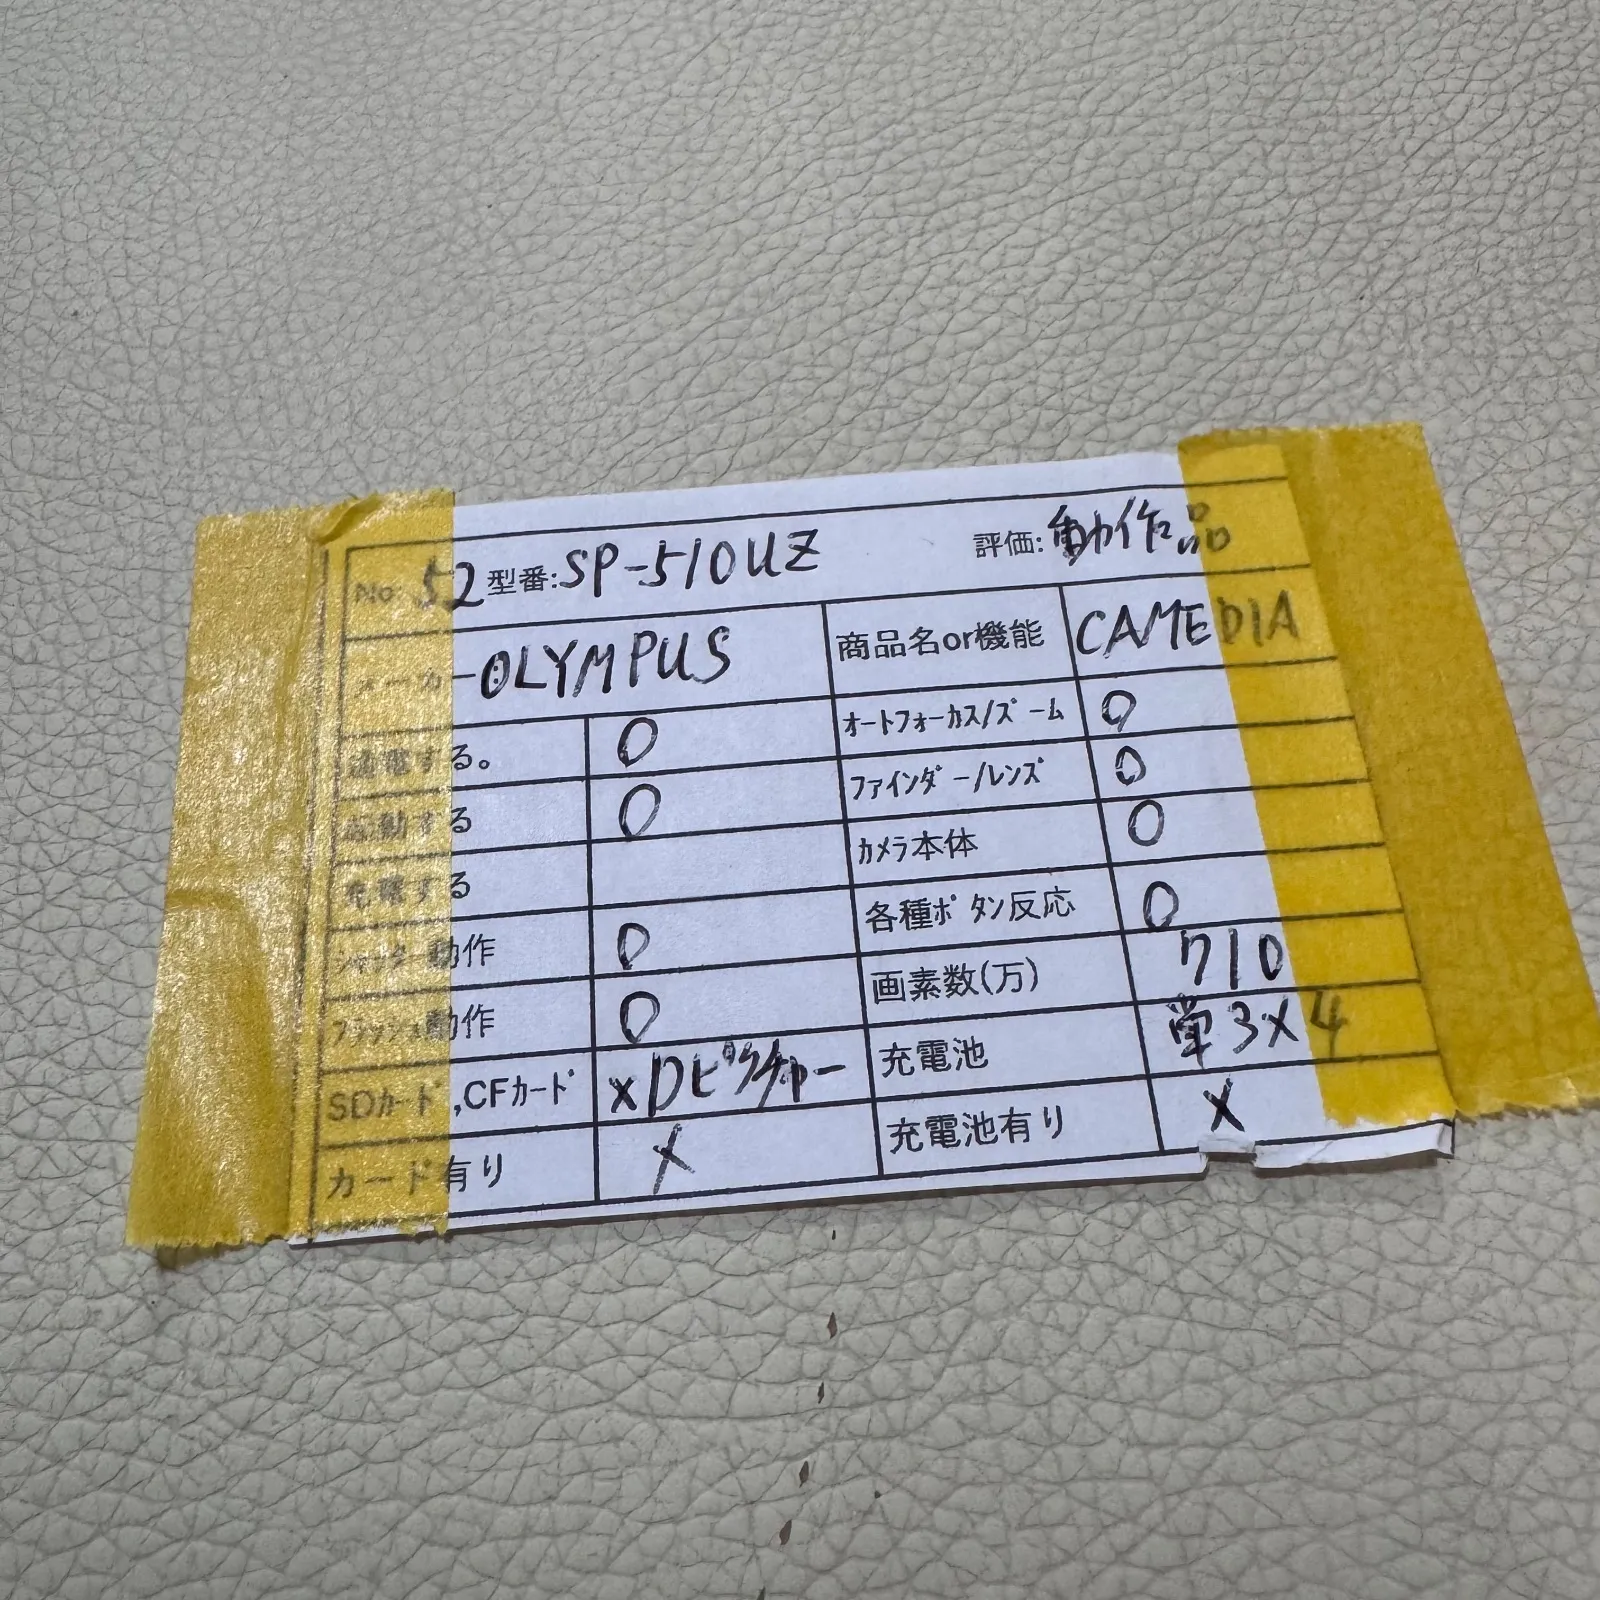 No 52 型番:SP-510UZ 評価:動作品
メーカー OLYMPUS 商品名or機能 CAMEDIA
通電する。 〇 オートフォーカス/ズーム 〇
起動する 〇 ファインダー/レンズ 〇
充電する カメラ本体 〇
シャッター動作 〇 各種ボタン反応 〇
フラッシュ動作 〇 画素数(万) 710
SDカード,CFカード xDピクチャー 充電池 単3×4
カード有り × 充電池有り ×